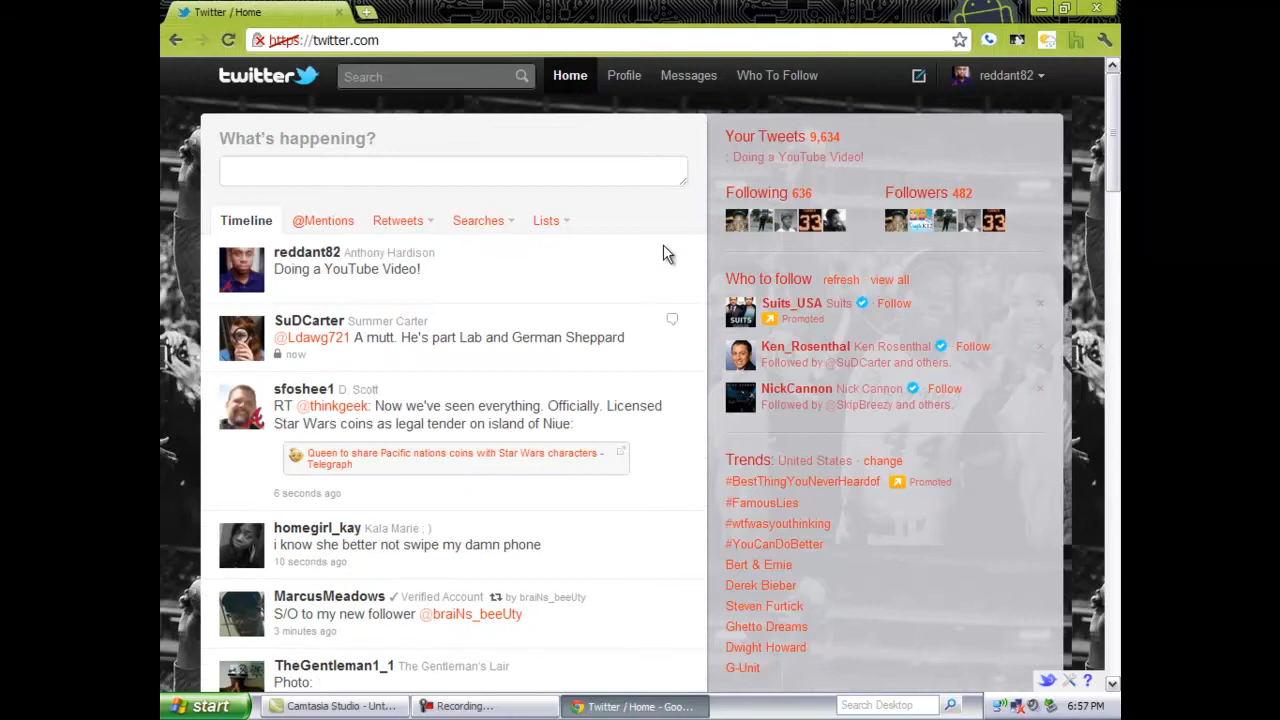 Twitter / Home
https://twitter.com
twitter
Search
Home
Profile
Messages
Who To Follow
reddant82
What's happening?
Timeline
@Mentions
Retweets
Searches
Lists
reddant82 Anthony Hardison
Doing a YouTube Video!
SuDCarter Summer Carter
@Ldawg721 A mutt. He's part Lab and German Sheppard
now
sfoshee1 D. Scott
RT @thinkgeek: Now we've seen everything. Officially. Licensed
Star Wars coins as legal tender on island of Niue:
Queen to share Pacific nations coins with Star Wars characters -
Telegraph
6 seconds ago
homegirl_kay Kala Marie ; )
i know she better not swipe my damn phone
10 seconds ago
MarcusMeadows ✓ Verified Account by braiNs_beeUty
S/O to my new follower @braiNs_beeUty
3 minutes ago
TheGentleman1_1 The Gentleman's Lair
Photo:
Your Tweets 9,634
: Doing a YouTube Video!
Following 636
Followers 482
Who to follow refresh · view all
Suits_USA Suits · Follow
Promoted
Ken_Rosenthal Ken Rosenthal · Follow
Followed by @SuDCarter and others.
NickCannon Nick Cannon · Follow
Followed by @SkipBreezy and others.
Trends: United States · change
#BestThingYouNeverHeardof Promoted
#FamousLies
#wtfwasyouthinking
#YouCanDoBetter
Bert & Ernie
Derek Bieber
Steven Furtick
Ghetto Dreams
Dwight Howard
G-Unit
start
Camtasia Studio - Unt...
Recording...
Twitter / Home - Goo...
Search Desktop
6:57 PM